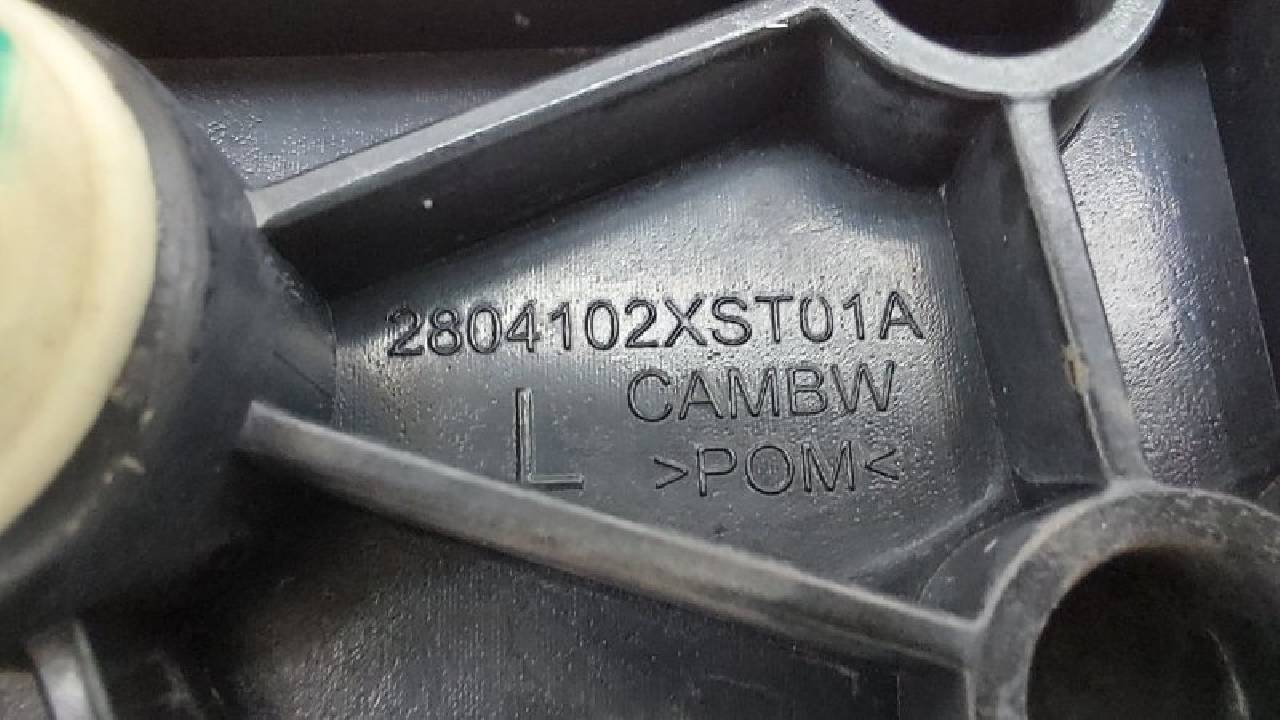 2804102XST01A
CAMBW
L
>POM<